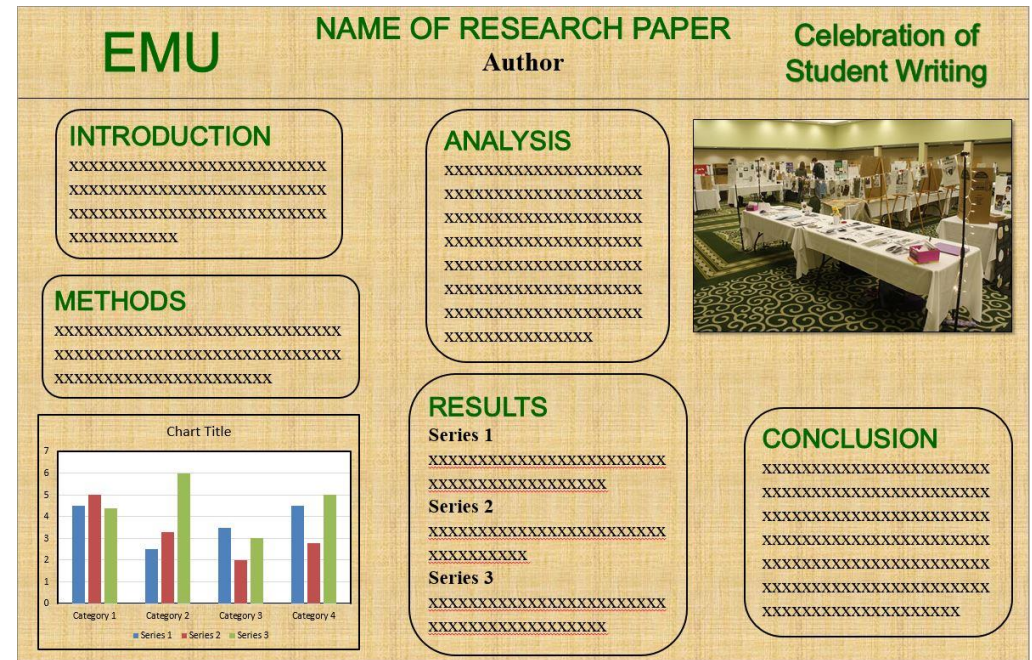 EMU
NAME OF RESEARCH PAPER
Author
Celebration of
Student Writing
INTRODUCTION
xxxxxxxxxxxxxxxxxxxxxxxxxx
xxxxxxxxxxxxxxxxxxxxxxxxxx
xxxxxxxxxxxxxxxxxxxxxxxxxx
xxxxxxxxxxx
METHODS
xxxxxxxxxxxxxxxxxxxxxxxxxxxxx
xxxxxxxxxxxxxxxxxxxxxxxxxxxxx
xxxxxxxxxxxxxxxxxxxxxx
Chart Title
7
6
5
4
3
2
1
0
Category 1 Category 2 Category 3 Category 4
Series 1 Series 2 Series 3
ANALYSIS
xxxxxxxxxxxxxxxxxxxx
xxxxxxxxxxxxxxxxxxxx
xxxxxxxxxxxxxxxxxxxx
xxxxxxxxxxxxxxxxxxxx
xxxxxxxxxxxxxxxxxxxx
xxxxxxxxxxxxxxxxxxxx
xxxxxxxxxxxxxxxxxxxx
xxxxxxxxxxxxxxx
RESULTS
Series 1
xxxxxxxxxxxxxxxxxxxxxxxx
xxxxxxxxxxxxxxxxxx
Series 2
xxxxxxxxxxxxxxxxxxxxxxxx
xxxxxxxxxx
Series 3
xxxxxxxxxxxxxxxxxxxxxxxx
xxxxxxxxxxxxxxxxxx
CONCLUSION
xxxxxxxxxxxxxxxxxxxxxxx
xxxxxxxxxxxxxxxxxxxxxxx
xxxxxxxxxxxxxxxxxxxxxxx
xxxxxxxxxxxxxxxxxxxxxxx
xxxxxxxxxxxxxxxxxxxxxxx
xxxxxxxxxxxxxxxxxxxxxxx
xxxxxxxxxxxxxxxxxxxx